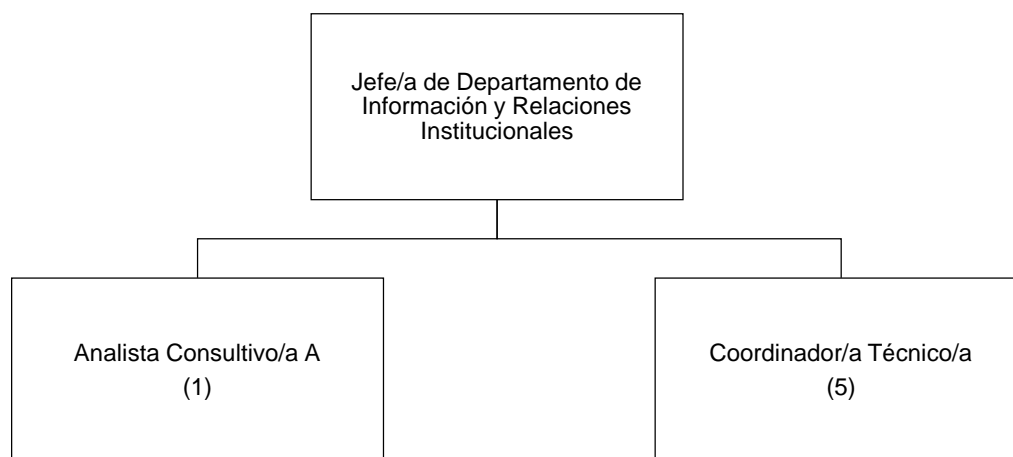 Jefe/a de Departamento de
Información y Relaciones
Institucionales
Analista Consultivo/a A
(1)
Coordinador/a Técnico/a
(5)